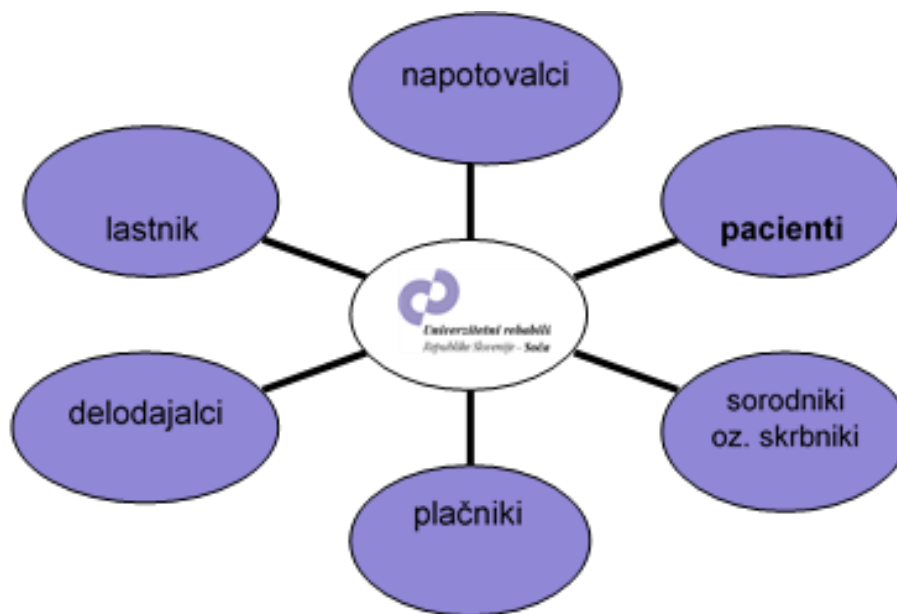 napotovalci
lastnik
pacienti
Univerzitetni rehabili
Republike Slovenije - Soča
delodajalci
sorodniki
oz. skrbniki
plačniki